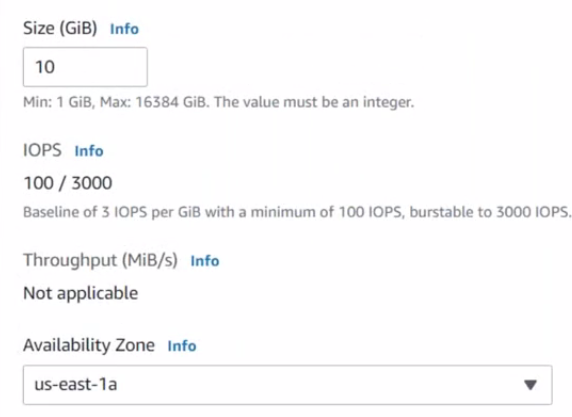 Size (GiB) Info
10
Min: 1 GiB, Max: 16384 GiB. The value must be an integer.
IOPS Info
100 / 3000
Baseline of 3 IOPS per GiB with a minimum of 100 IOPS, burstable to 3000 IOPS.
Throughput (MiB/s) Info
Not applicable
Availability Zone Info
us-east-1a